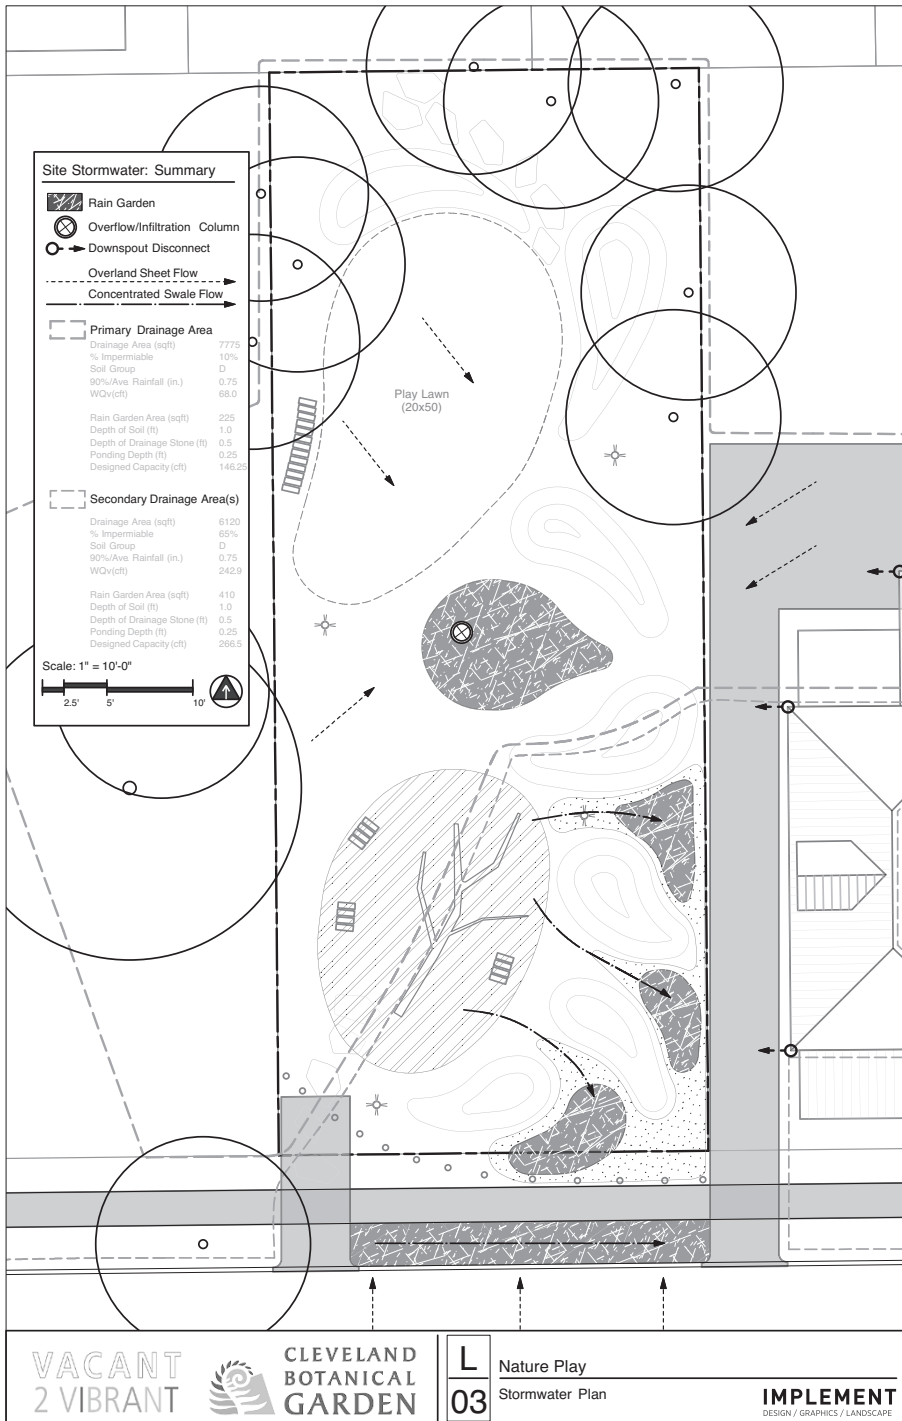 Site Stormwater: Summary
Rain Garden
Overflow/Infiltration Column
Downspout Disconnect
Overland Sheet Flow
Concentrated Swale Flow
Primary Drainage Area
Drainage Area (sqft) 7775
% Impermiable 10%
Soil Group D
90%/Ave. Rainfall (in.) 0.75
WQv(cft) 68.0
Rain Garden Area (sqft) 225
Depth of Soil (ft) 1.0
Depth of Drainage Stone (ft) 0.5
Ponding Depth (ft) 0.25
Designed Capacity (cft) 146.25
Secondary Drainage Area(s)
Drainage Area (sqft) 6120
% Impermiable 65%
Soil Group D
90%/Ave. Rainfall (in.) 0.75
WQv(cft) 242.9
Rain Garden Area (sqft) 410
Depth of Soil (ft) 1.0
Depth of Drainage Stone (ft) 0.5
Ponding Depth (ft) 0.25
Designed Capacity (cft) 266.5
Scale: 1" = 10'-0"
2.5' 5' 10'
Play Lawn
(20x50)
VACANT
2 VIBRANT
CLEVELAND
BOTANICAL
GARDEN
L
03
Nature Play
Stormwater Plan
IMPLEMENT
DESIGN / GRAPHICS / LANDSCAPE